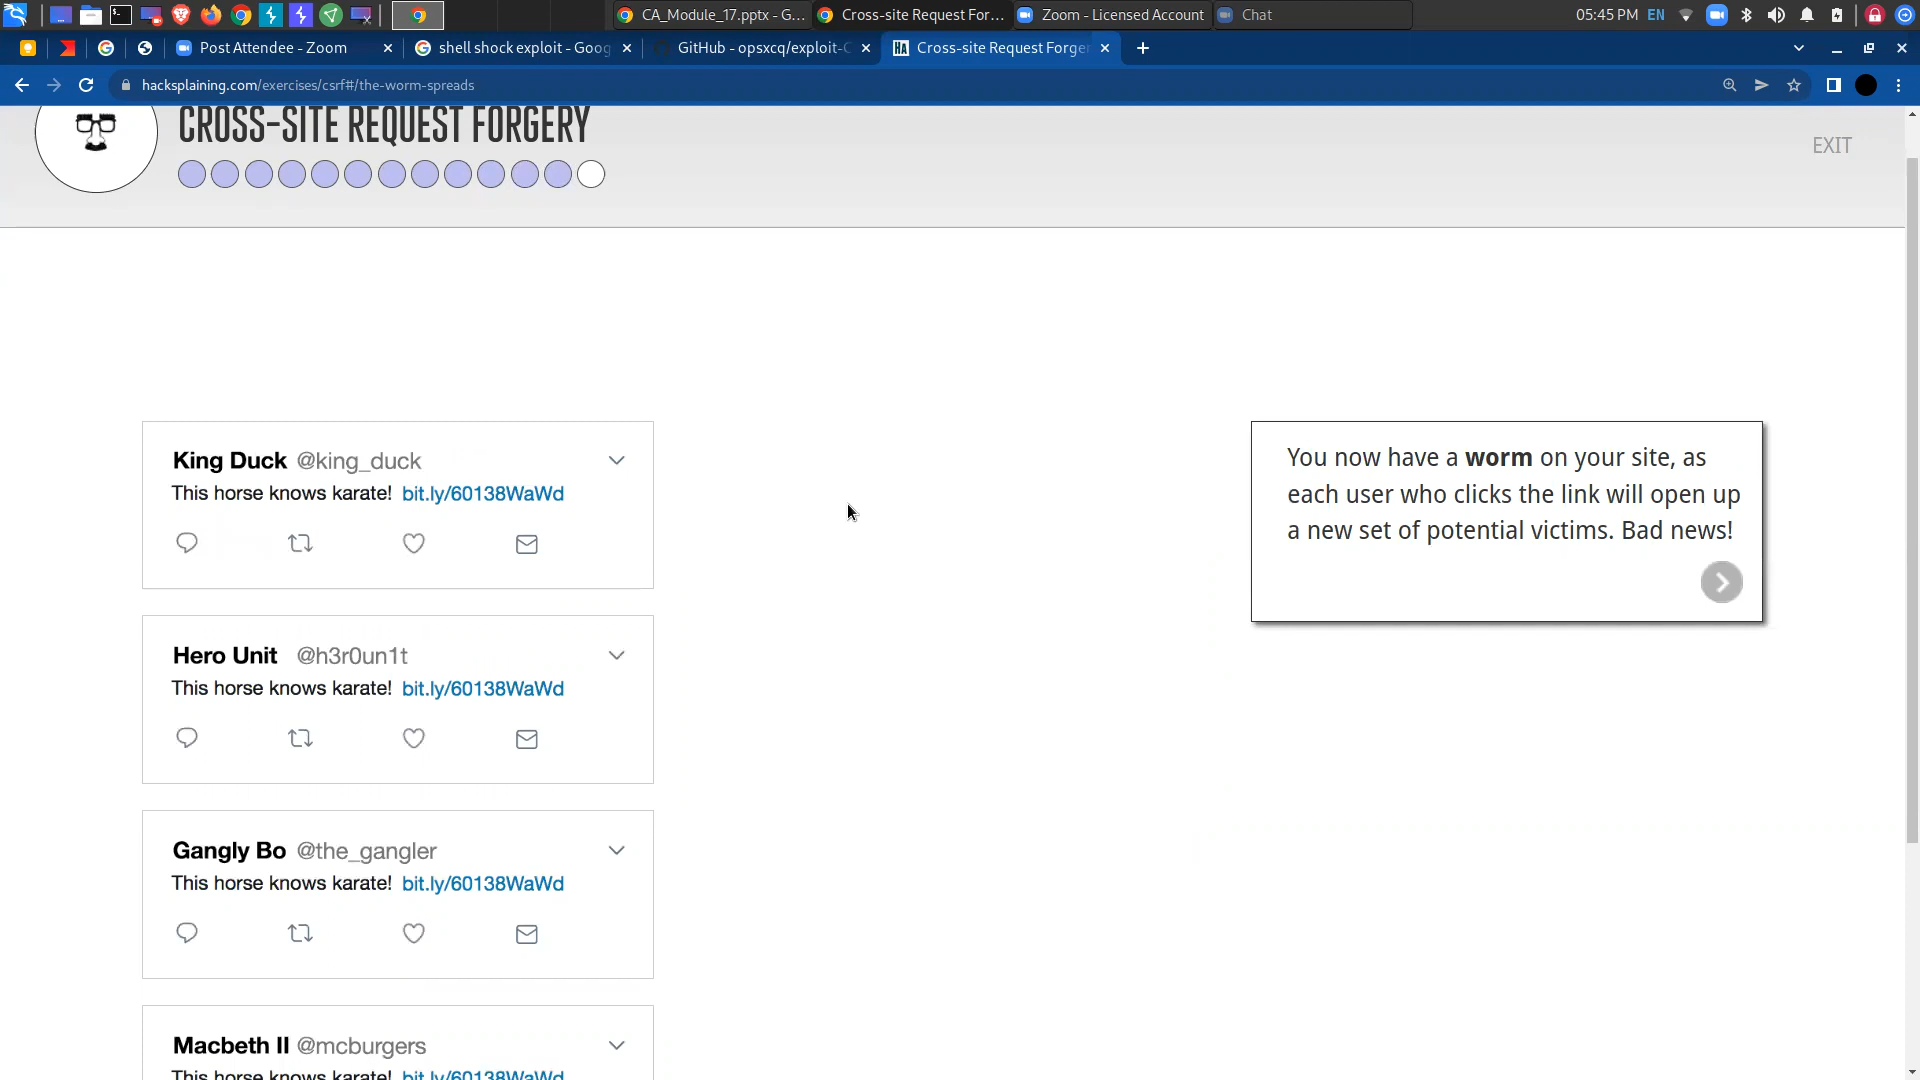 CA_Module_17.pptx - G...
Cross-site Request For...
Zoom - Licensed Account
Chat
05:45 PM
EN
Post Attendee - Zoom
shell shock exploit - Goog
GitHub - opsxcq/exploit-C
HA
Cross-site Request Forger
hacksplaining.com/exercises/csrf#/the-worm-spreads
CROSS-SITE REQUEST FORGERY
EXIT
King Duck @king_duck
This horse knows karate! bit.ly/60138WaWd
Hero Unit @h3r0un1t
This horse knows karate! bit.ly/60138WaWd
Gangly Bo @the_gangler
This horse knows karate! bit.ly/60138WaWd
Macbeth II @mcburgers
This horse knows karate! bit.ly/60138WaWd
You now have a worm on your site, as
each user who clicks the link will open up
a new set of potential victims. Bad news!